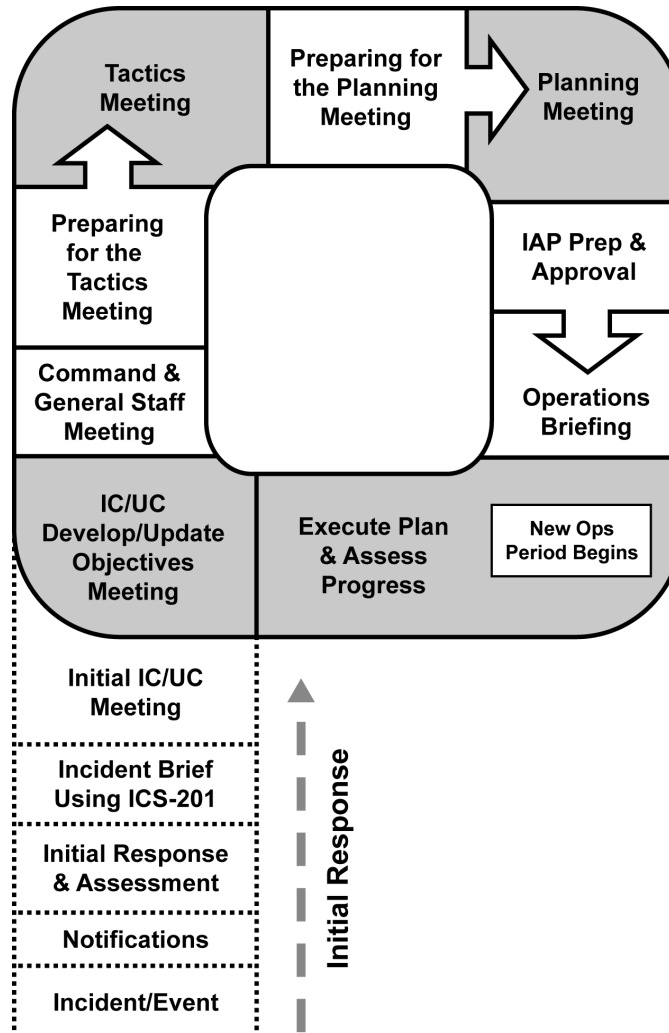 Tactics
Meeting
Preparing for
the Planning
Meeting
Planning
Meeting
Preparing
for the
Tactics
Meeting
IAP Prep &
Approval
Command &
General Staff
Meeting
Operations
Briefing
IC/UC
Develop/Update
Objectives
Meeting
Execute Plan
& Assess
Progress
New Ops
Period Begins
Initial IC/UC
Meeting
Incident Brief
Using ICS-201
Initial Response
& Assessment
Notifications
Incident/Event
Initial Response